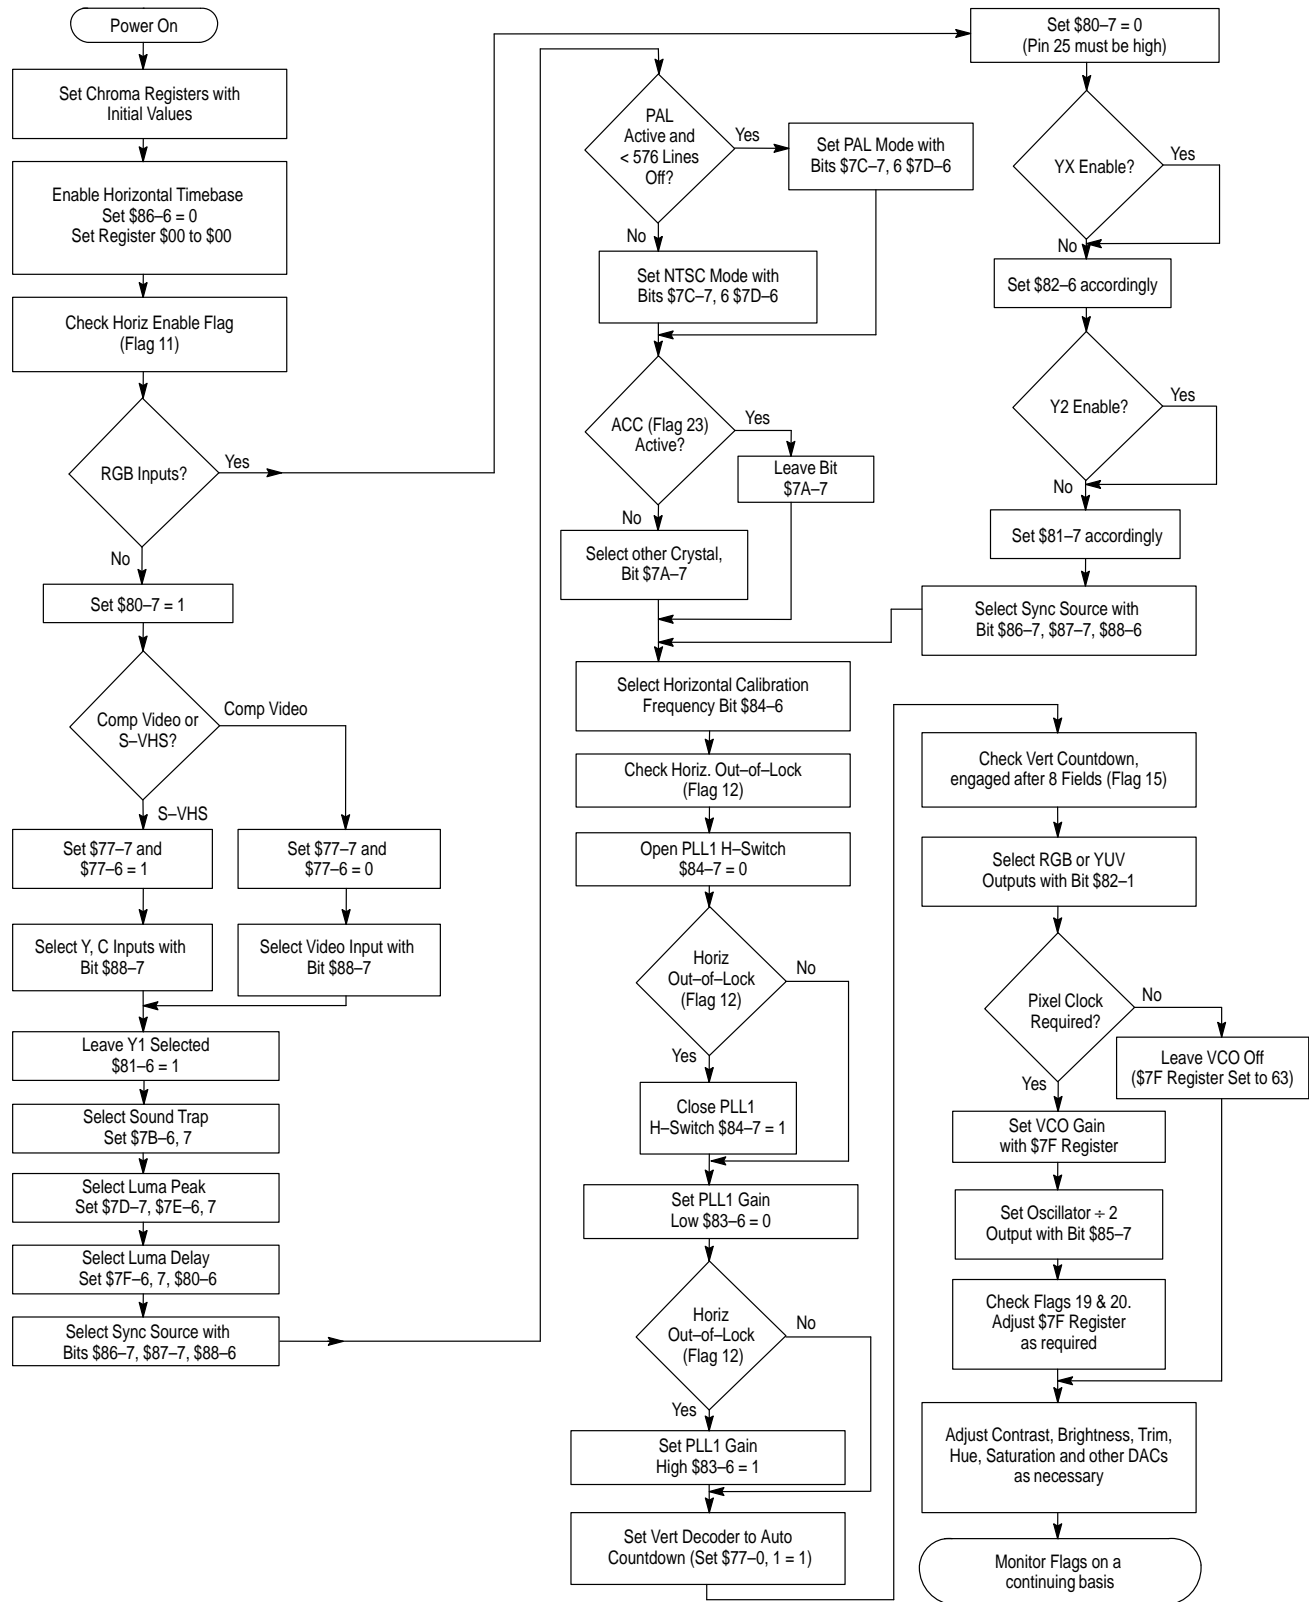 Power On
Set Chroma Registers with
Initial Values
Enable Horizontal Timebase
Set $86–6 = 0
Set Register $00 to $00
Check Horiz Enable Flag
(Flag 11)
RGB Inputs?
Yes
No
Set $80–7 = 1
Comp Video or
S–VHS?
Comp Video
S–VHS
Set $77–7 and
$77–6 = 1
Set $77–7 and
$77–6 = 0
Select Y, C Inputs with
Bit $88–7
Select Video Input with
Bit $88–7
Leave Y1 Selected
$81–6 = 1
Select Sound Trap
Set $7B–6, 7
Select Luma Peak
Set $7D–7, $7E–6, 7
Select Luma Delay
Set $7F–6, 7, $80–6
Select Sync Source with
Bits $86–7, $87–7, $88–6
PAL
Active and
< 576 Lines
Off?
Yes
Set PAL Mode with
Bits $7C–7, 6 $7D–6
No
Set NTSC Mode with
Bits $7C–7, 6 $7D–6
ACC (Flag 23)
Active?
Yes
Leave Bit
$7A–7
No
Select other Crystal,
Bit $7A–7
Select Horizontal Calibration
Frequency Bit $84–6
Check Horiz. Out–of–Lock
(Flag 12)
Open PLL1 H–Switch
$84–7 = 0
Horiz
Out–of–Lock
(Flag 12)
No
Yes
Close PLL1
H–Switch $84–7 = 1
Set PLL1 Gain
Low $83–6 = 0
Horiz
Out–of–Lock
(Flag 12)
No
Yes
Set PLL1 Gain
High $83–6 = 1
Set Vert Decoder to Auto
Countdown (Set $77–0, 1 = 1)
Set $80–7 = 0
(Pin 25 must be high)
YX Enable?
Yes
No
Set $82–6 accordingly
Y2 Enable?
Yes
No
Set $81–7 accordingly
Select Sync Source with
Bit $86–7, $87–7, $88–6
Check Vert Countdown,
engaged after 8 Fields (Flag 15)
Select RGB or YUV
Outputs with Bit $82–1
Pixel Clock
Required?
No
Leave VCO Off
($7F Register Set to 63)
Yes
Set VCO Gain
with $7F Register
Set Oscillator ÷ 2
Output with Bit $85–7
Check Flags 19 & 20.
Adjust $7F Register
as required
Adjust Contrast, Brightness, Trim,
Hue, Saturation and other DACs
as necessary
Monitor Flags on a
continuing basis